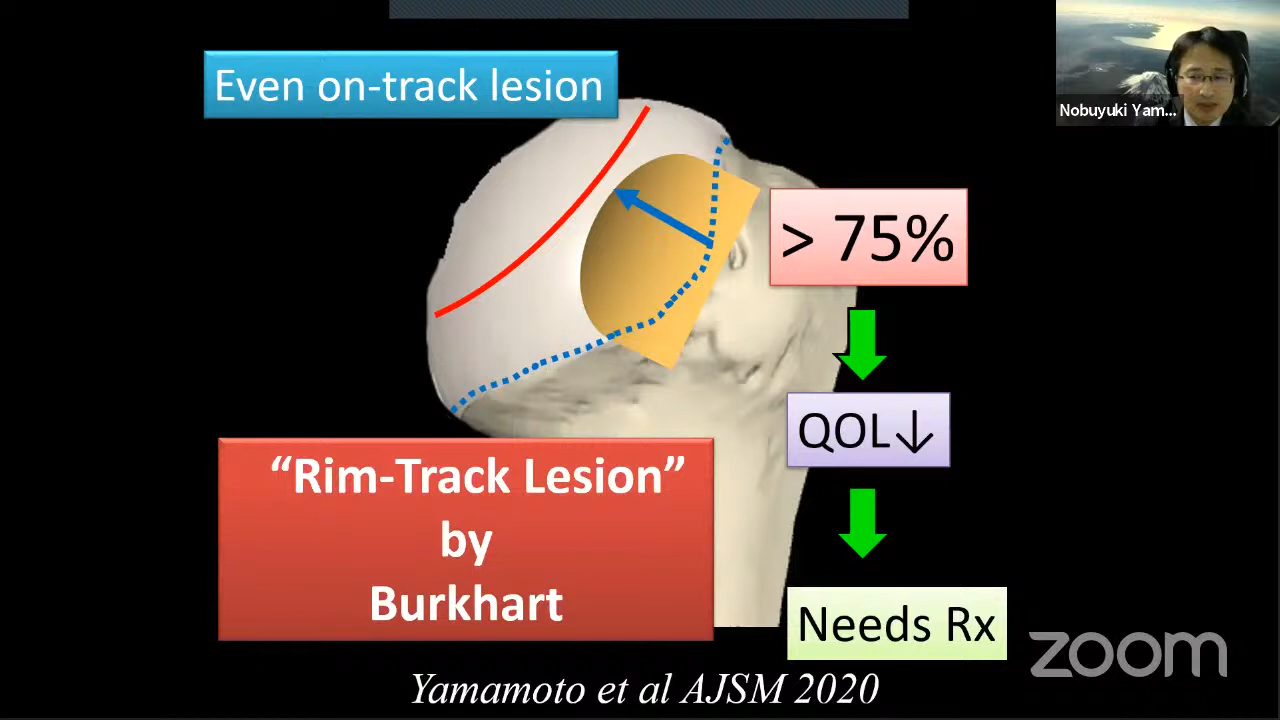 Even on-track lesion
Nobuyuki Yam...
> 75%
QOL↓
“Rim-Track Lesion”
by
Burkhart
Needs Rx
zoom
Yamamoto et al AJSM 2020